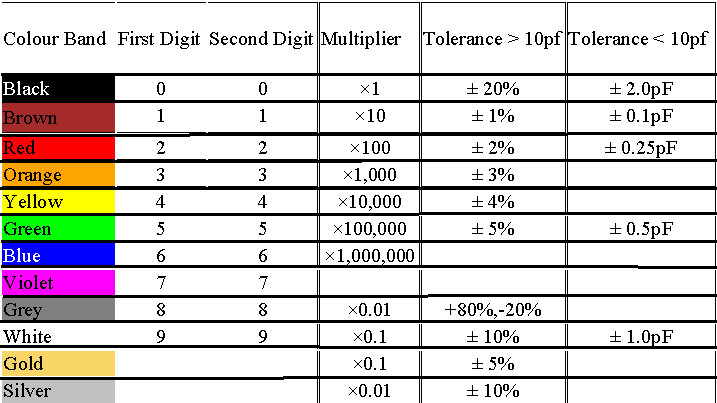 Colour Band First Digit Second Digit Multiplier Tolerance > 10pf Tolerance < 10pf
Black 0 0 ×1 ± 20% ± 2.0pF
Brown 1 1 ×10 ± 1% ± 0.1pF
Red 2 2 ×100 ± 2% ± 0.25pF
Orange 3 3 ×1,000 ± 3%
Yellow 4 4 ×10,000 ± 4%
Green 5 5 ×100,000 ± 5% ± 0.5pF
Blue 6 6 ×1,000,000
Violet 7 7
Grey 8 8 ×0.01 +80%,-20%
White 9 9 ×0.1 ± 10% ± 1.0pF
Gold ×0.1 ± 5%
Silver ×0.01 ± 10%